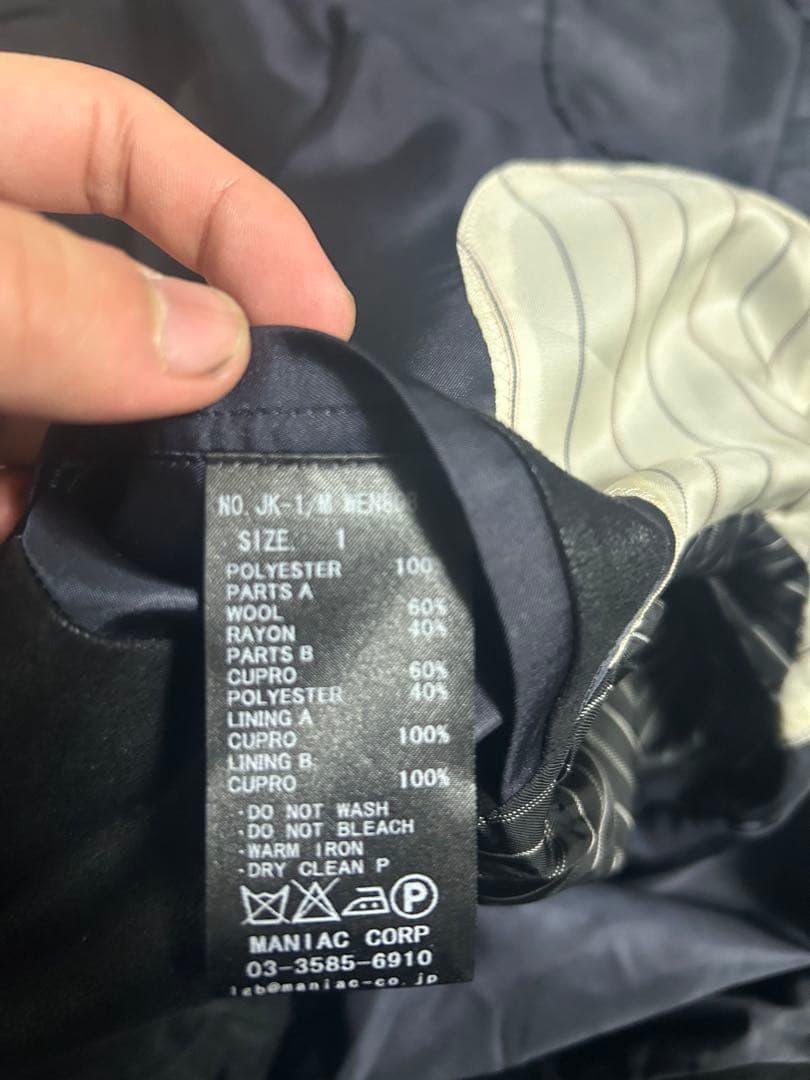 NO. JK-1/M
SIZE. 1
POLYESTER 100
PARTS A
WOOL 60%
RAYON 40%
PARTS B
CUPRO 60%
POLYESTER 40%
LINING A
CUPRO 100%
LINING B
CUPRO 100%
·DO NOT WASH
·DO NOT BLEACH
·WARM IRON
·DRY CLEAN P
P
MANIAC CORP
03-3585-6910